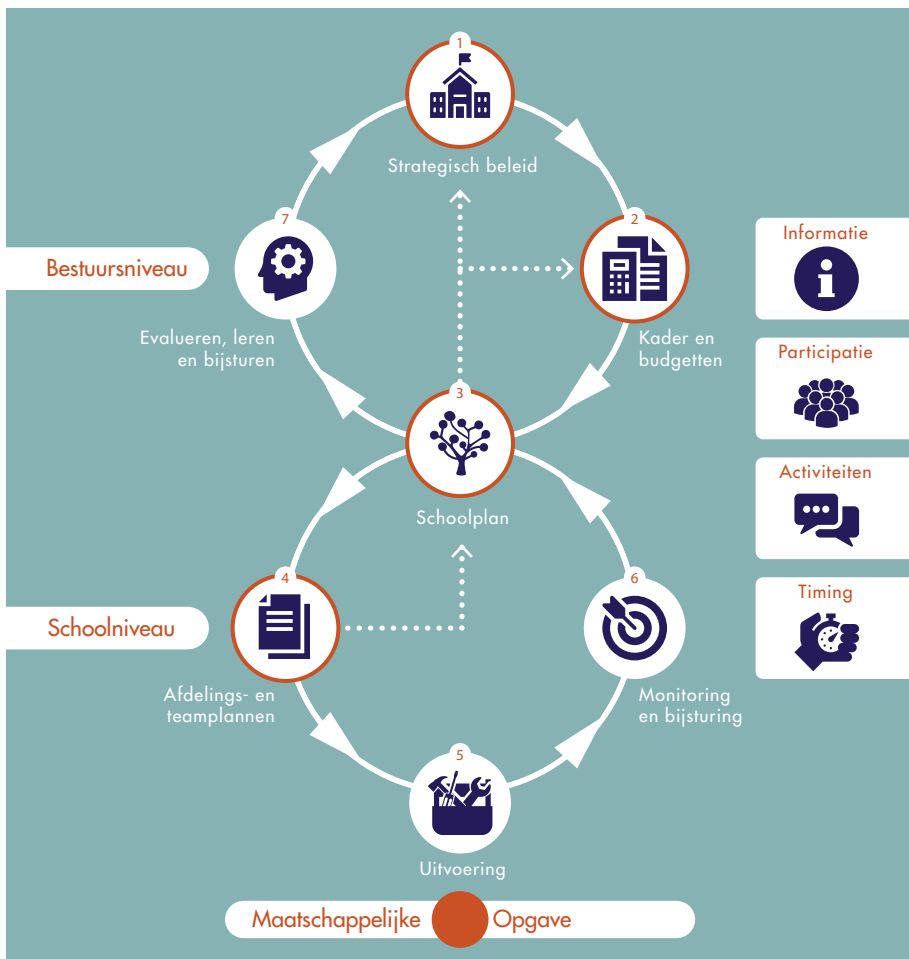 1
Strategisch beleid
2
Kader en
budgetten
3
Schoolplan
4
Afdelings- en
teamplannen
5
Uitvoering
6
Monitoring
en bijsturing
7
Evalueren, leren
en bijsturen
Bestuursniveau
Schoolniveau
Informatie
Participatie
Activiteiten
Timing
Maatschappelijke Opgave